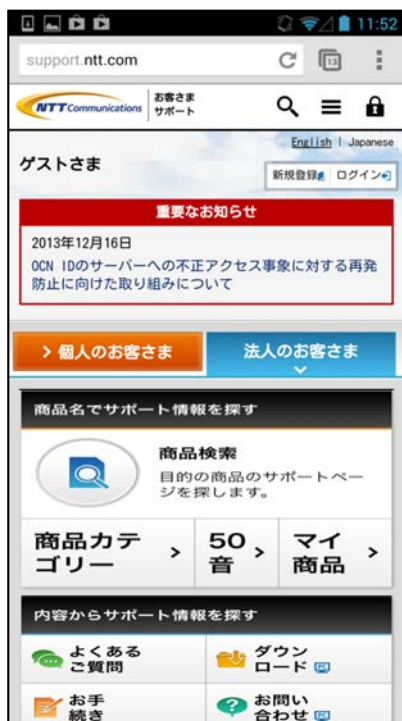 11:52
support.ntt.com
13
NTT Communications
お客さま
サポート
English | Japanese
ゲストさま
新規登録 ログイン
重要なお知らせ
2013年12月16日
OCN IDのサーバーへの不正アクセス事象に対する再発
防止に向けた取り組みについて
> 個人のお客さま
法人のお客さま
商品名でサポート情報を探す
商品検索
目的の商品のサポートペー
ジを探します。
商品カテ
ゴリー
50
音
マイ
商品
内容からサポート情報を探す
よくある
ご質問
ダウン
ロード
お手
続き
お問い
合わせ